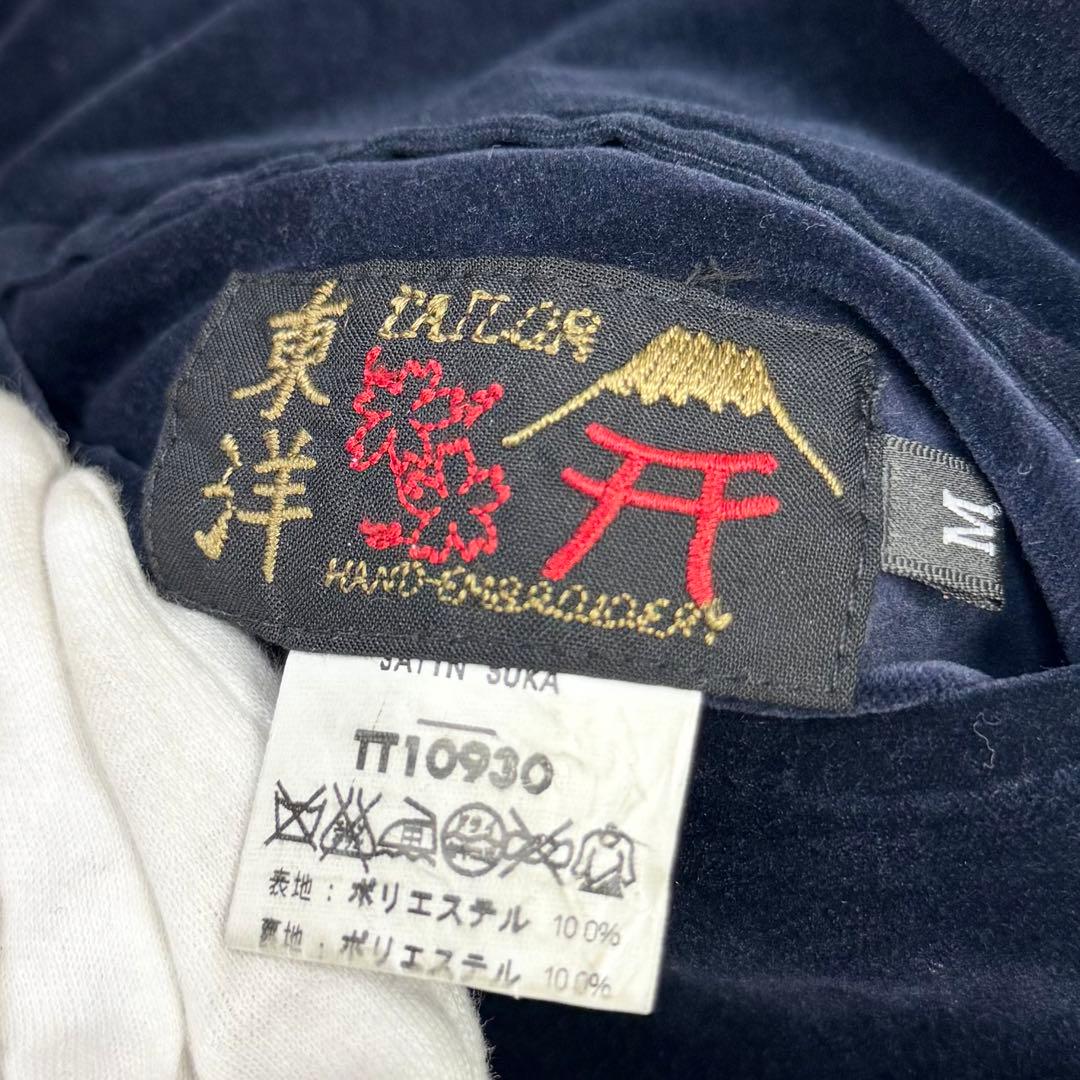 東洋
TAILOR
HAND-EMBROIDERY
M
SATIN SUKA
TT10930
表地：ポリエステル 100%
裏地：ポリエステル 100%